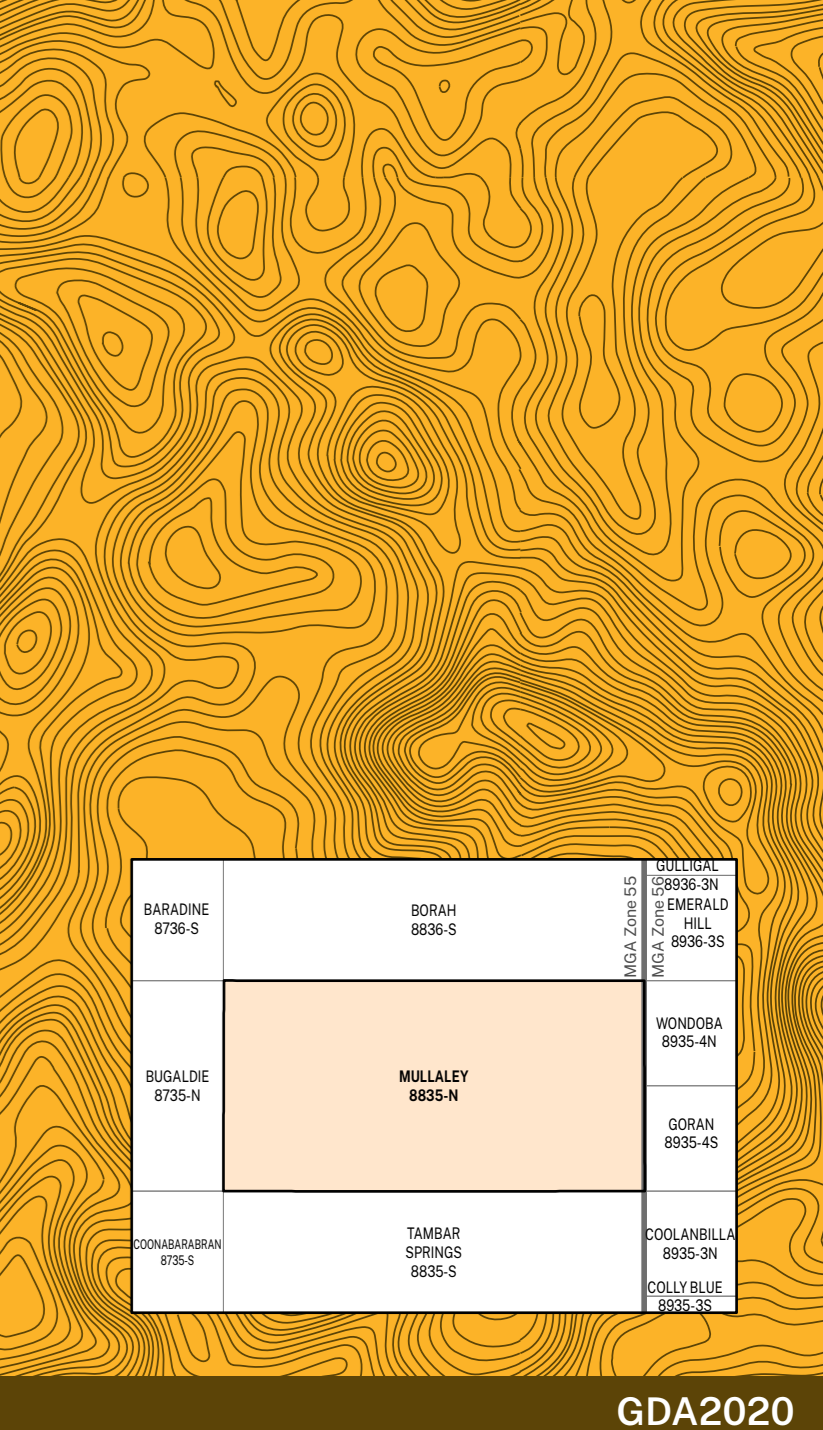 GULLIGAL
8936-3N
BARADINE
8736-S
BORAH
8836-S
MGA Zone 55
MGA Zone 56
EMERALD
HILL
8936-3S
BUGALDIE
8735-N
MULLALEY
8835-N
WONDOBA
8935-4N
GORAN
8935-4S
COONABARABRAN
8735-S
TAMBAR
SPRINGS
8835-S
COOLANBILLA
8935-3N
COLLY BLUE
8935-3S
GDA2020